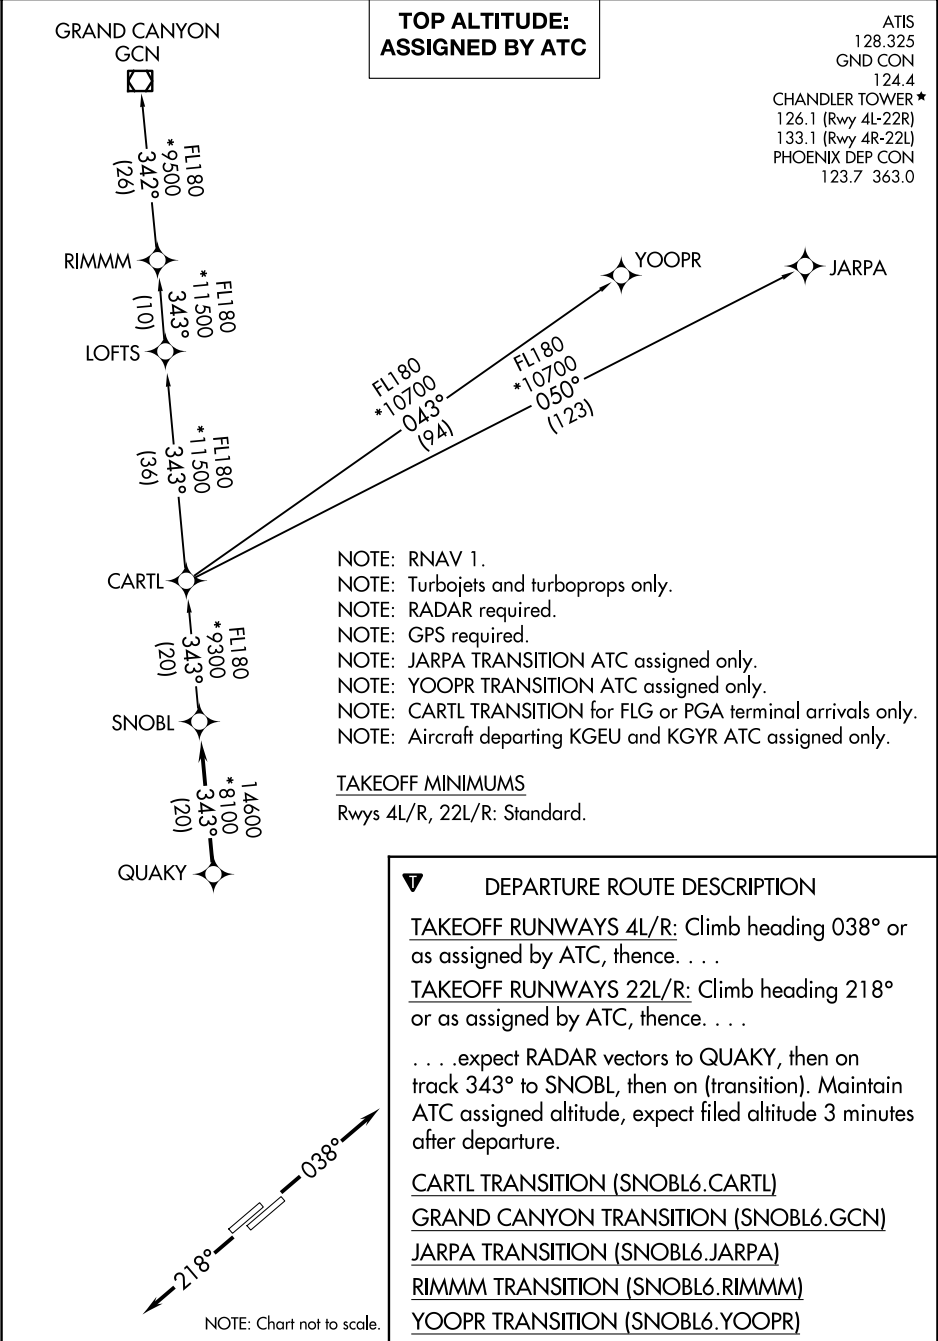 TOP ALTITUDE:
ASSIGNED BY ATC
ATIS
128.325
GND CON
124.4
CHANDLER TOWER ★
126.1 (Rwy 4L-22R)
133.1 (Rwy 4R-22L)
PHOENIX DEP CON
123.7 363.0
GRAND CANYON
GCN
FL180
*9500
342°
(26)
RIMMM
FL180
*11500
343°
(10)
LOFTS
FL180
*11500
343°
(36)
YOOPR
JARPA
FL180
*10700
043°
(94)
FL180
*10700
050°
(123)
CARTL
FL180
*9300
343°
(20)
SNOBL
14600
*8100
343°
(20)
QUAKY
NOTE: RNAV 1.
NOTE: Turbojets and turboprops only.
NOTE: RADAR required.
NOTE: GPS required.
NOTE: JARPA TRANSITION ATC assigned only.
NOTE: YOOPR TRANSITION ATC assigned only.
NOTE: CARTL TRANSITION for FLG or PGA terminal arrivals only.
NOTE: Aircraft departing KGEU and KGYR ATC assigned only.
TAKEOFF MINIMUMS
Rwys 4L/R, 22L/R: Standard.
T
DEPARTURE ROUTE DESCRIPTION
TAKEOFF RUNWAYS 4L/R: Climb heading 038° or
as assigned by ATC, thence. . . .
TAKEOFF RUNWAYS 22L/R: Climb heading 218°
or as assigned by ATC, thence. . . .
. . . .expect RADAR vectors to QUAKY, then on
track 343° to SNOBL, then on (transition). Maintain
ATC assigned altitude, expect filed altitude 3 minutes
after departure.
CARTL TRANSITION (SNOBL6.CARTL)
GRAND CANYON TRANSITION (SNOBL6.GCN)
JARPA TRANSITION (SNOBL6.JARPA)
RIMMM TRANSITION (SNOBL6.RIMMM)
YOOPR TRANSITION (SNOBL6.YOOPR)
038°
218°
NOTE: Chart not to scale.